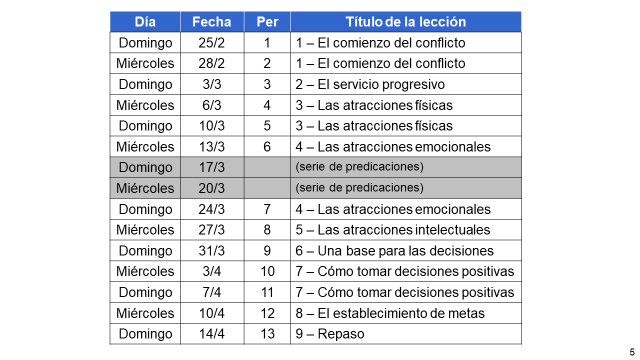 Día Fecha Per Título de la lección
Domingo 25/2 1 1 – El comienzo del conflicto
Miércoles 28/2 2 1 – El comienzo del conflicto
Domingo 3/3 3 2 – El servicio progresivo
Miércoles 6/3 4 3 – Las atracciones físicas
Domingo 10/3 5 3 – Las atracciones físicas
Miércoles 13/3 6 4 – Las atracciones emocionales
Domingo 17/3 (serie de predicaciones)
Miércoles 20/3 (serie de predicaciones)
Domingo 24/3 7 4 – Las atracciones emocionales
Miércoles 27/3 8 5 – Las atracciones intelectuales
Domingo 31/3 9 6 – Una base para las decisiones
Miércoles 3/4 10 7 – Cómo tomar decisiones positivas
Domingo 7/4 11 7 – Cómo tomar decisiones positivas
Miércoles 10/4 12 8 – El establecimiento de metas
Domingo 14/4 13 9 – Repaso
5